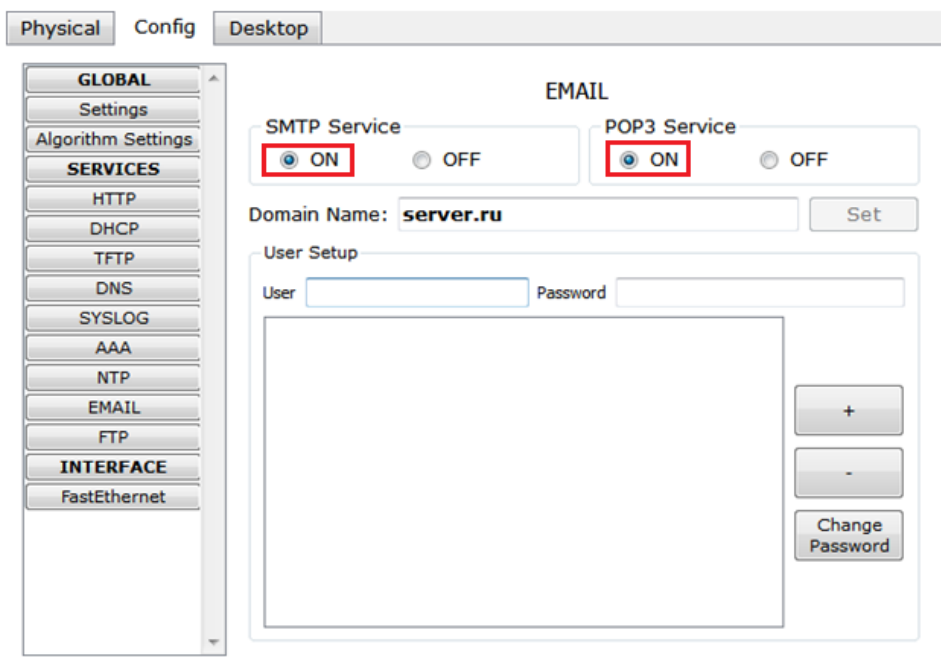 Physical Config Desktop
GLOBAL
Settings
Algorithm Settings
SERVICES
HTTP
DHCP
TFTP
DNS
SYSLOG
AAA
NTP
EMAIL
FTP
INTERFACE
FastEthernet
EMAIL
SMTP Service
ON OFF
POP3 Service
ON OFF
Domain Name: server.ru Set
User Setup
User Password
+
-
Change
Password